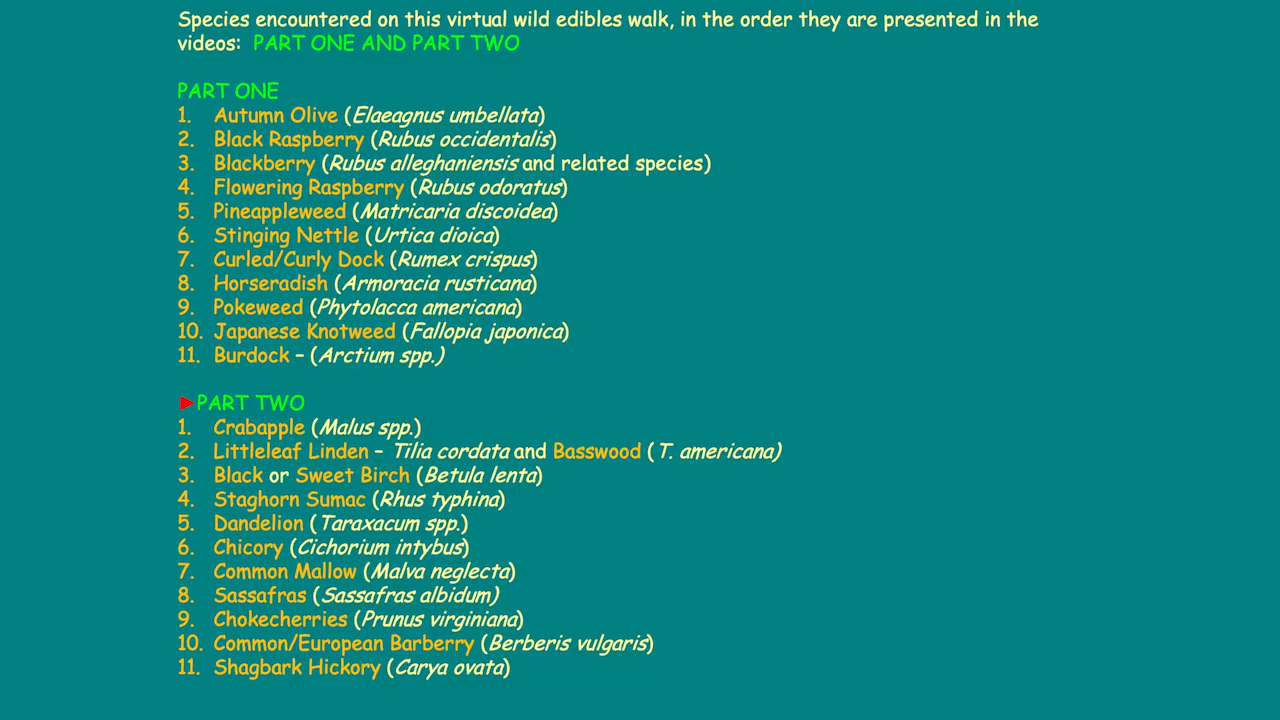 Species encountered on this virtual wild edibles walk, in the order they are presented in the
videos: PART ONE AND PART TWO
PART ONE
1. Autumn Olive (Elaeagnus umbellata)
2. Black Raspberry (Rubus occidentalis)
3. Blackberry (Rubus alleghaniensis and related species)
4. Flowering Raspberry (Rubus odoratus)
5. Pineappleweed (Matricaria discoidea)
6. Stinging Nettle (Urtica dioica)
7. Curled/Curly Dock (Rumex crispus)
8. Horseradish (Armoracia rusticana)
9. Pokeweed (Phytolacca americana)
10. Japanese Knotweed (Fallopia japonica)
11. Burdock – (Arctium spp.)
►PART TWO
1. Crabapple (Malus spp.)
2. Littleleaf Linden – Tilia cordata and Basswood (T. americana)
3. Black or Sweet Birch (Betula lenta)
4. Staghorn Sumac (Rhus typhina)
5. Dandelion (Taraxacum spp.)
6. Chicory (Cichorium intybus)
7. Common Mallow (Malva neglecta)
8. Sassafras (Sassafras albidum)
9. Chokecherries (Prunus virginiana)
10. Common/European Barberry (Berberis vulgaris)
11. Shagbark Hickory (Carya ovata)